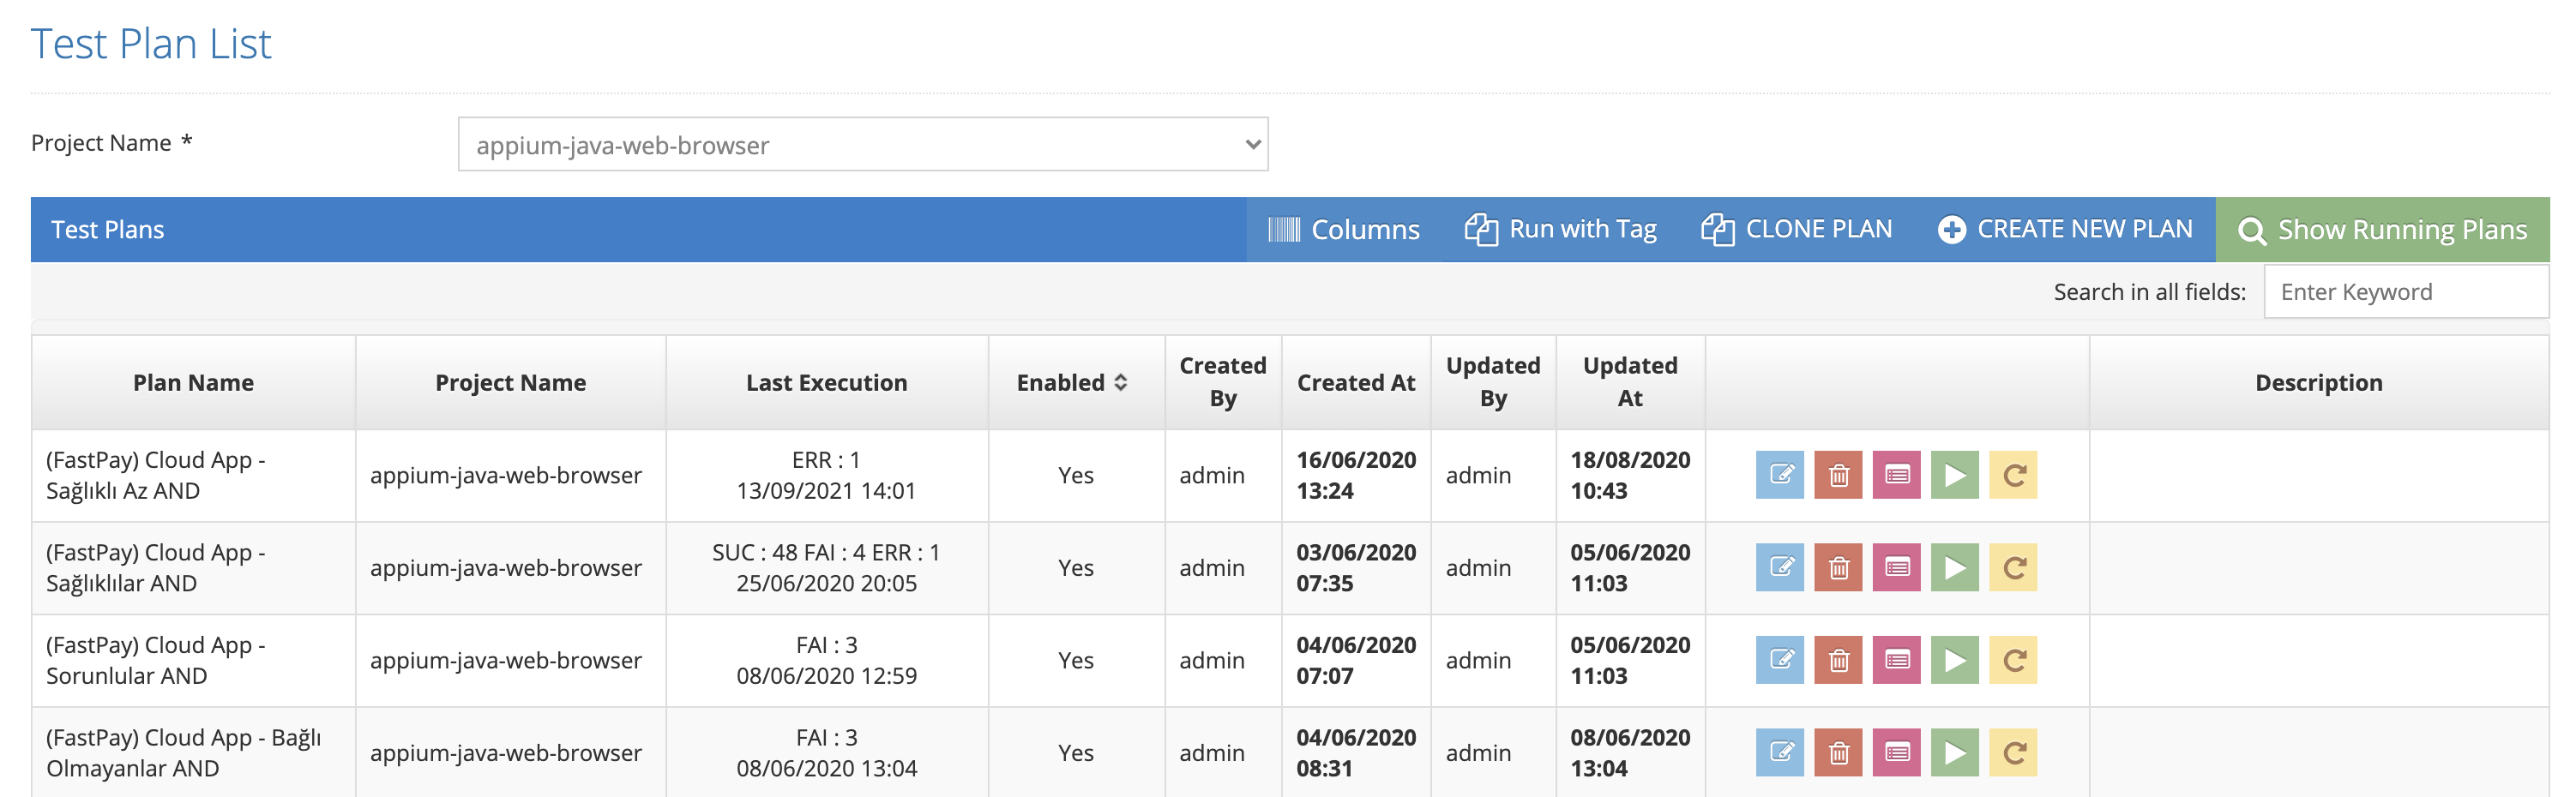 Test Plan List
Project Name *
appium-java-web-browser
Test Plans
Columns
Run with Tag
CLONE PLAN
CREATE NEW PLAN
Show Running Plans
Search in all fields:
Enter Keyword
Plan Name
Project Name
Last Execution
Enabled
Created
By
Created At
Updated
By
Updated
At
Description
(FastPay) Cloud App -
Sağlıklı Az AND
appium-java-web-browser
ERR : 1
13/09/2021 14:01
Yes
admin
16/06/2020
13:24
admin
18/08/2020
10:43
(FastPay) Cloud App -
Sağlıklılar AND
appium-java-web-browser
SUC : 48 FAI : 4 ERR : 1
25/06/2020 20:05
Yes
admin
03/06/2020
07:35
admin
05/06/2020
11:03
(FastPay) Cloud App -
Sorunlular AND
appium-java-web-browser
FAI : 3
08/06/2020 12:59
Yes
admin
04/06/2020
07:07
admin
05/06/2020
11:03
(FastPay) Cloud App - Bağlı
Olmayanlar AND
appium-java-web-browser
FAI : 3
08/06/2020 13:04
Yes
admin
04/06/2020
08:31
admin
08/06/2020
13:04